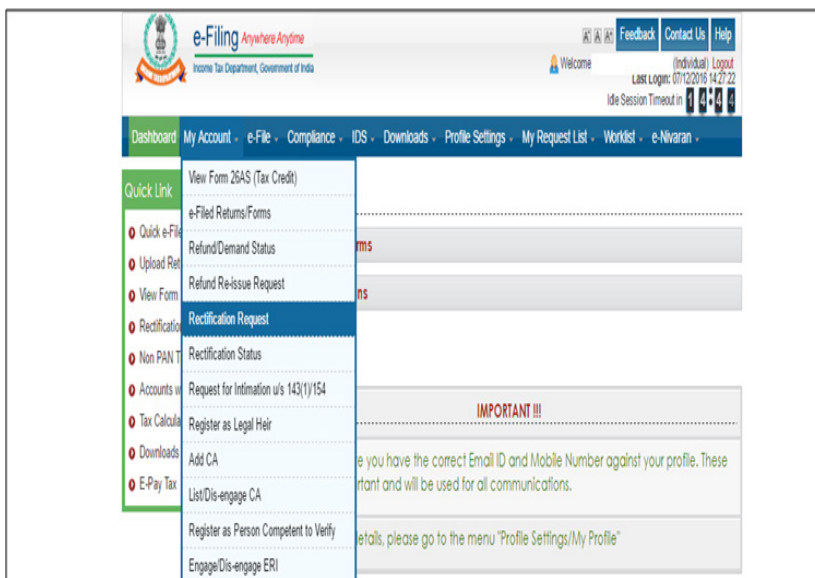 e-Filing Anywhere Anytime
Income Tax Department, Government of India
A- A A+ Feedback Contact Us Help
Welcome (Individual) Logout
Last Login: 07/12/2016 14:27:22
Idle Session Timeout in 1 4 : 4 4
Dashboard My Account e-File Compliance IDS Downloads Profile Settings My Request List Worklist e-Nivaran
Quick Link
Quick e-File
Upload Ret
View Form
Rectification
Non PAN T
Accounts w
Tax Calcula
Downloads
E-Pay Tax
View Form 26AS (Tax Credit)
e-Filed Returns/Forms
Refund/Demand Status
Refund Re-issue Request
Rectification Request
Rectification Status
Request for Intimation u/s 143(1)/154
Register as Legal Heir
Add CA
List/Dis-engage CA
Register as Person Competent to Verify
Engage/Dis-engage ERI
rms
ns
IMPORTANT !!!
e you have the correct Email ID and Mobile Number against your profile. These
rtant and will be used for all communications.
etails, please go to the menu "Profile Settings/My Profile"